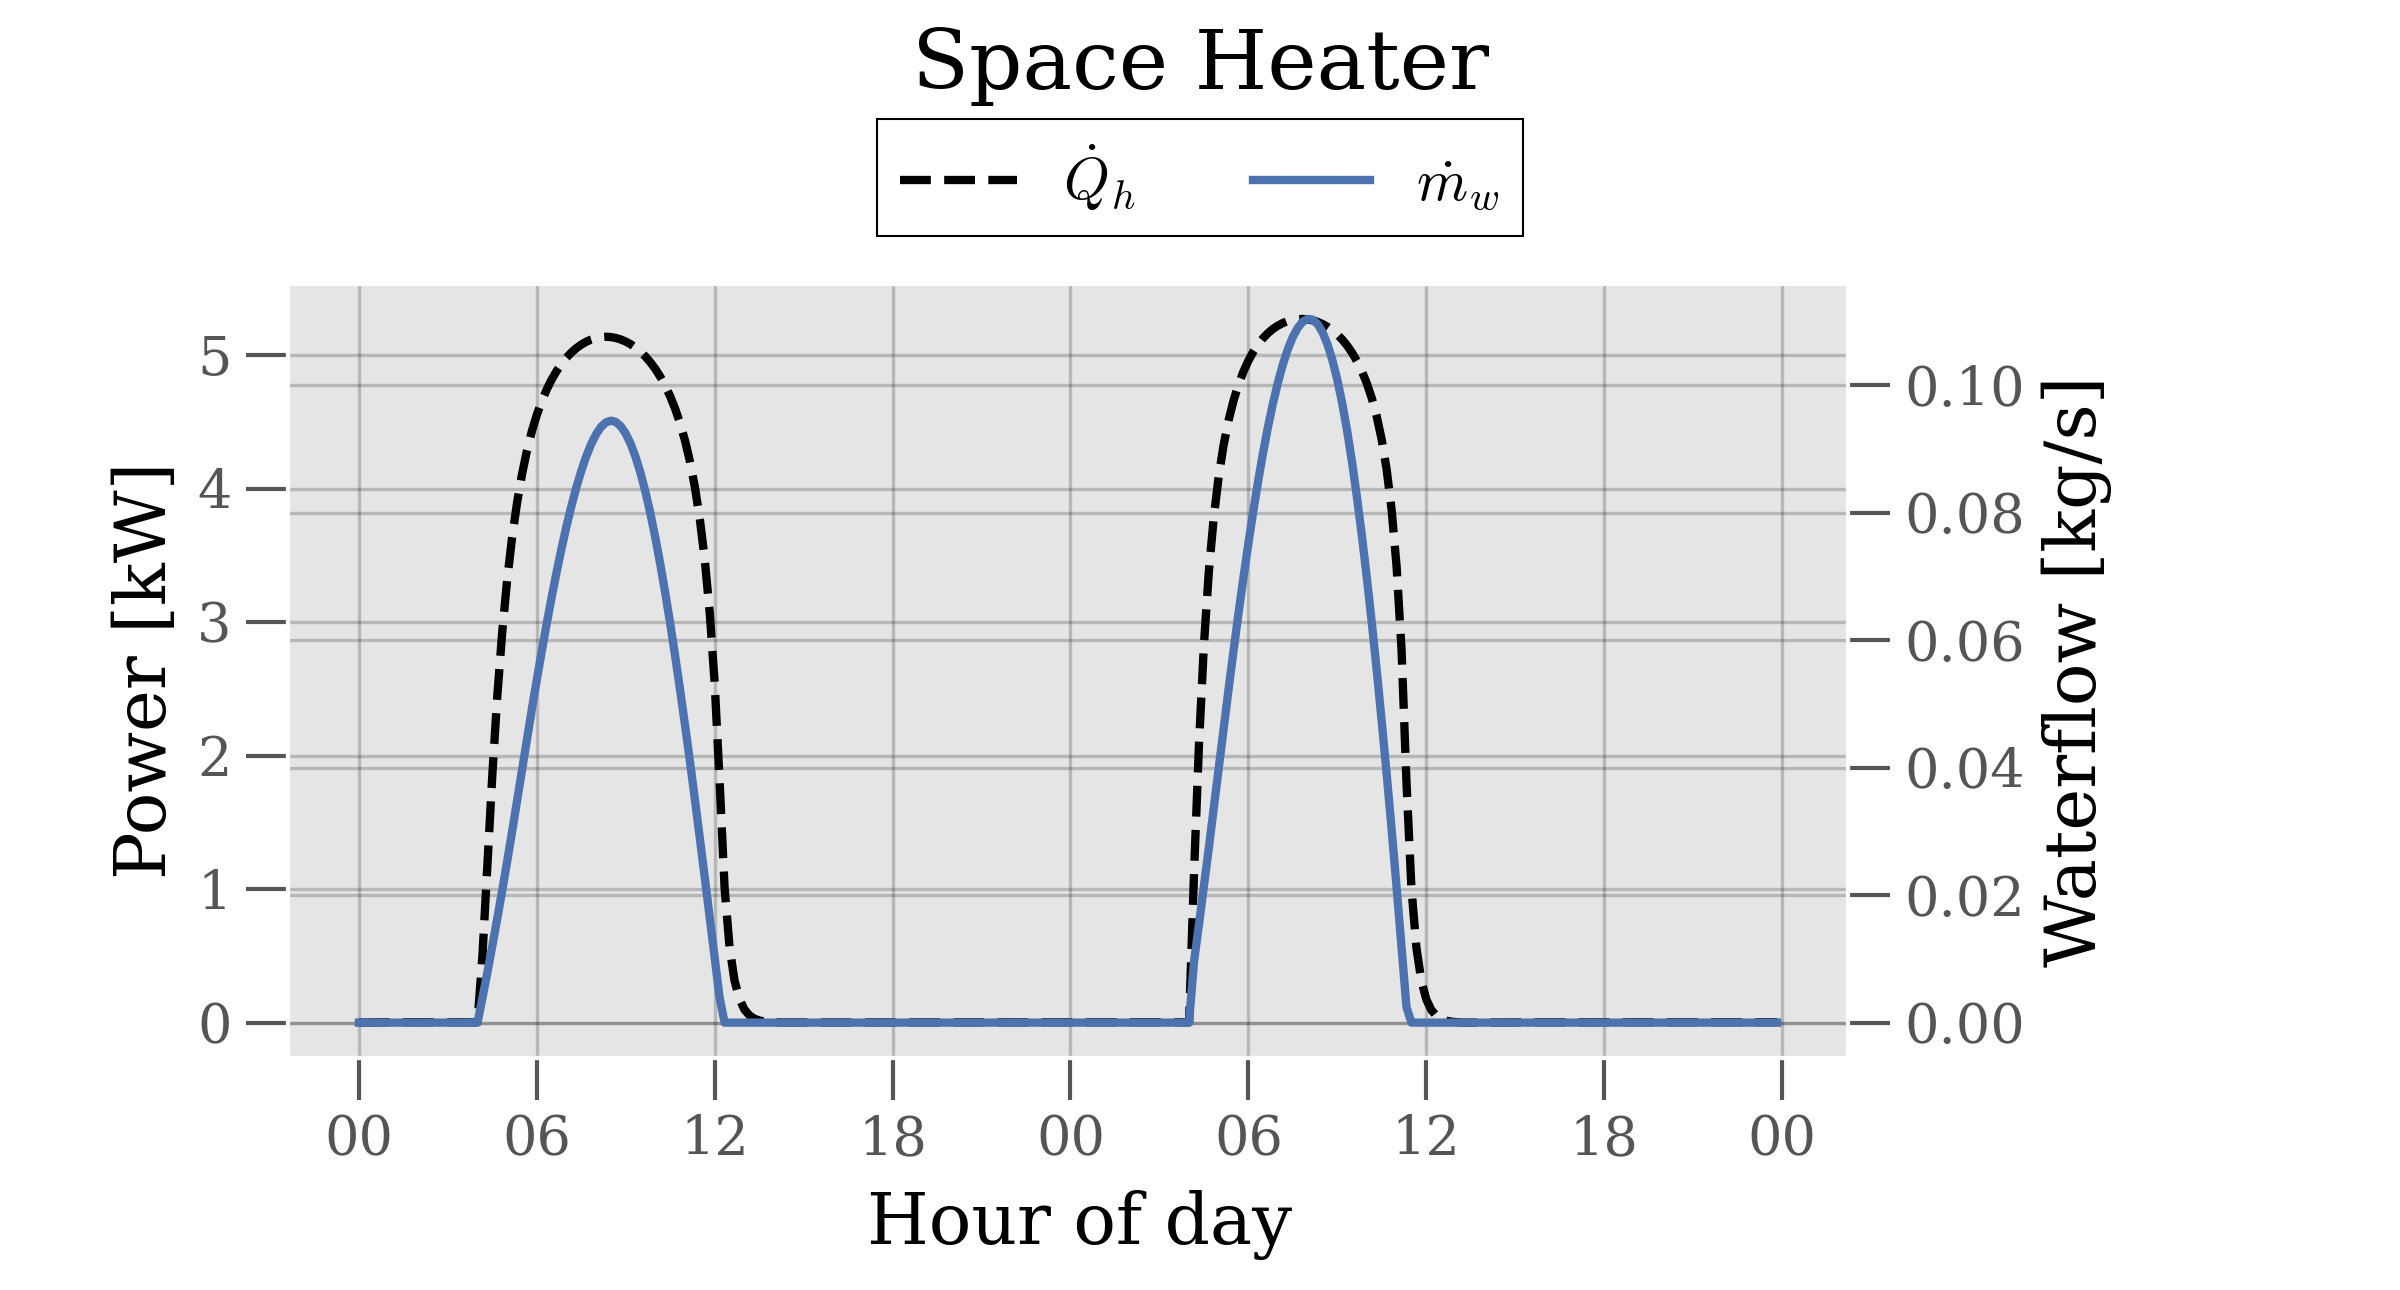 Space Heater
Q̇h ṁw
5
4
3
2
1
0
Power [kW]
0.10
0.08
0.06
0.04
0.02
0.00
Waterflow [kg/s]
00 06 12 18 00 06 12 18 00
Hour of day